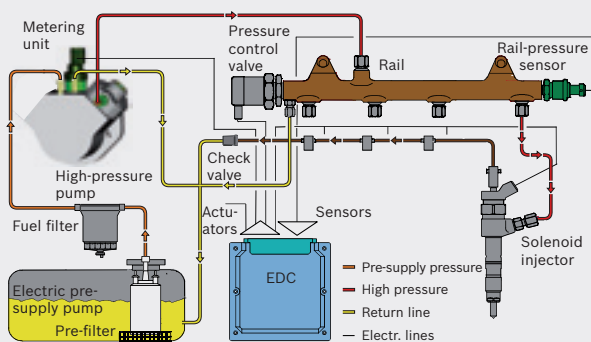 Metering
unit
Pressure
control
valve
Rail
Rail-pressure
sensor
High-pressure
pump
Check
valve
Fuel filter
Actu-
ators
Sensors
Solenoid
injector
Electric pre-
supply pump
Pre-filter
EDC
Pre-supply pressure
High pressure
Return line
Electr. lines